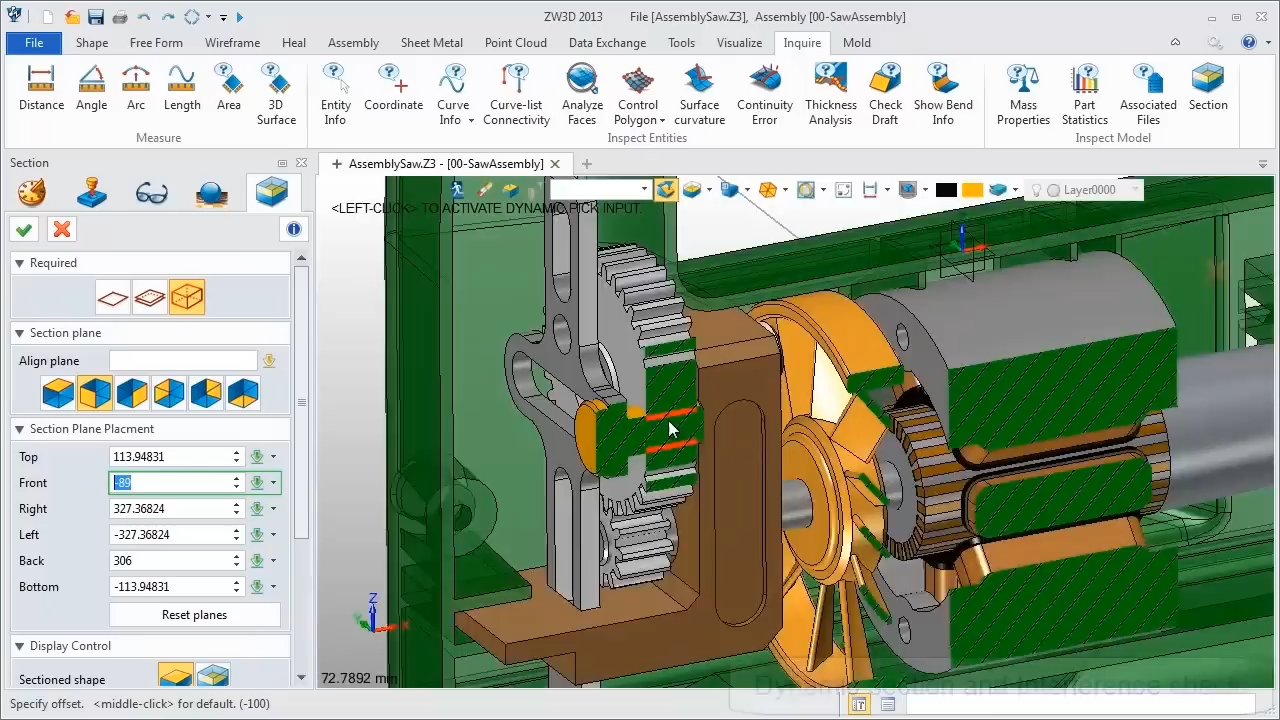 ZW3D 2013 File [AssemblySaw.Z3], Assembly [00-SawAssembly]
File Shape Free Form Wireframe Heal Assembly Sheet Metal Point Cloud Data Exchange Tools Visualize Inquire Mold
Distance Angle Arc Length Area 3D Surface Entity Info Coordinate Curve Info Curve-list Connectivity Analyze Faces Control Polygon Surface curvature Continuity Error Thickness Analysis Check Draft Show Bend Info Mass Properties Part Statistics Associated Files Section
Measure Inspect Entities Inspect Model
Section
AssemblySaw.Z3 - [00-SawAssembly]
Layer0000
<LEFT-CLICK> TO ACTIVATE DYNAMIC PICK INPUT.
Required
Section plane
Align plane
Section Plane Placment
Top 113.94831
Front -89
Right 327.36824
Left -327.36824
Back 306
Bottom -113.94831
Reset planes
Display Control
Sectioned shape
Z
X
72.7892 mm
Dynamic section and interference check
Specify offset. <middle-click> for default. (-100)